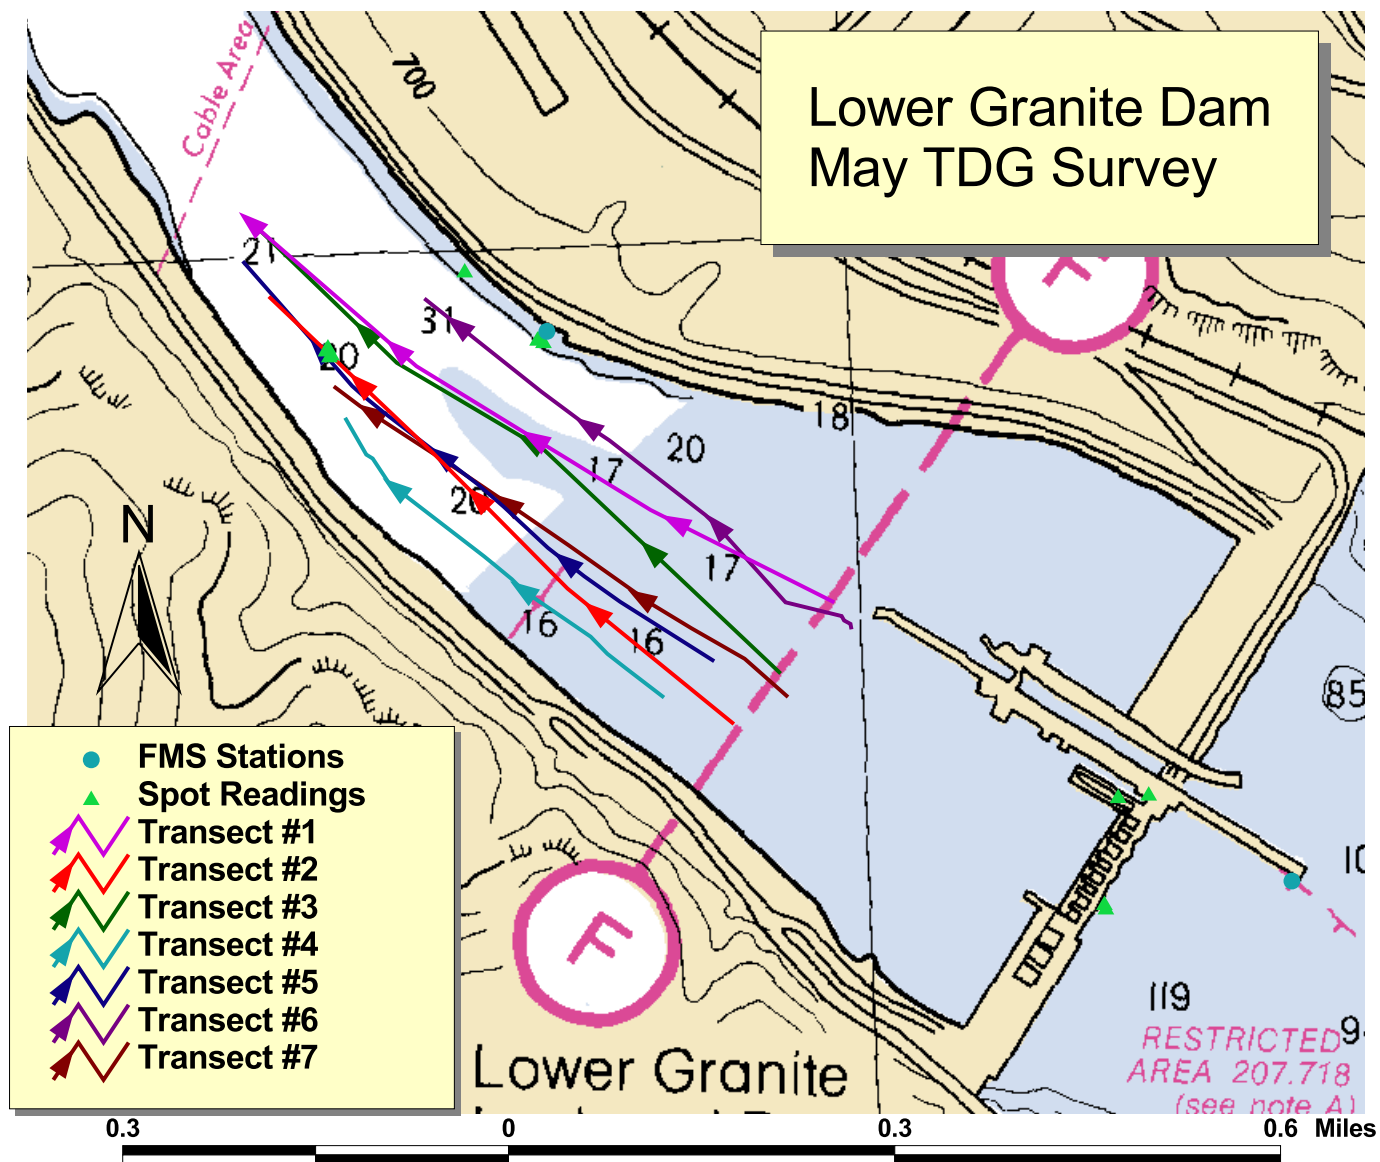 Cable Area
700
Lower Granite Dam
May TDG Survey
F
21
31
20
18
20
17
20
17
16
16
N
85
FMS Stations
Spot Readings
Transect #1
Transect #2
Transect #3
Transect #4
Transect #5
Transect #6
Transect #7
F
119
RESTRICTED
AREA 207.718
(see note A)
Lower Granite
0.3 0 0.3 0.6 Miles